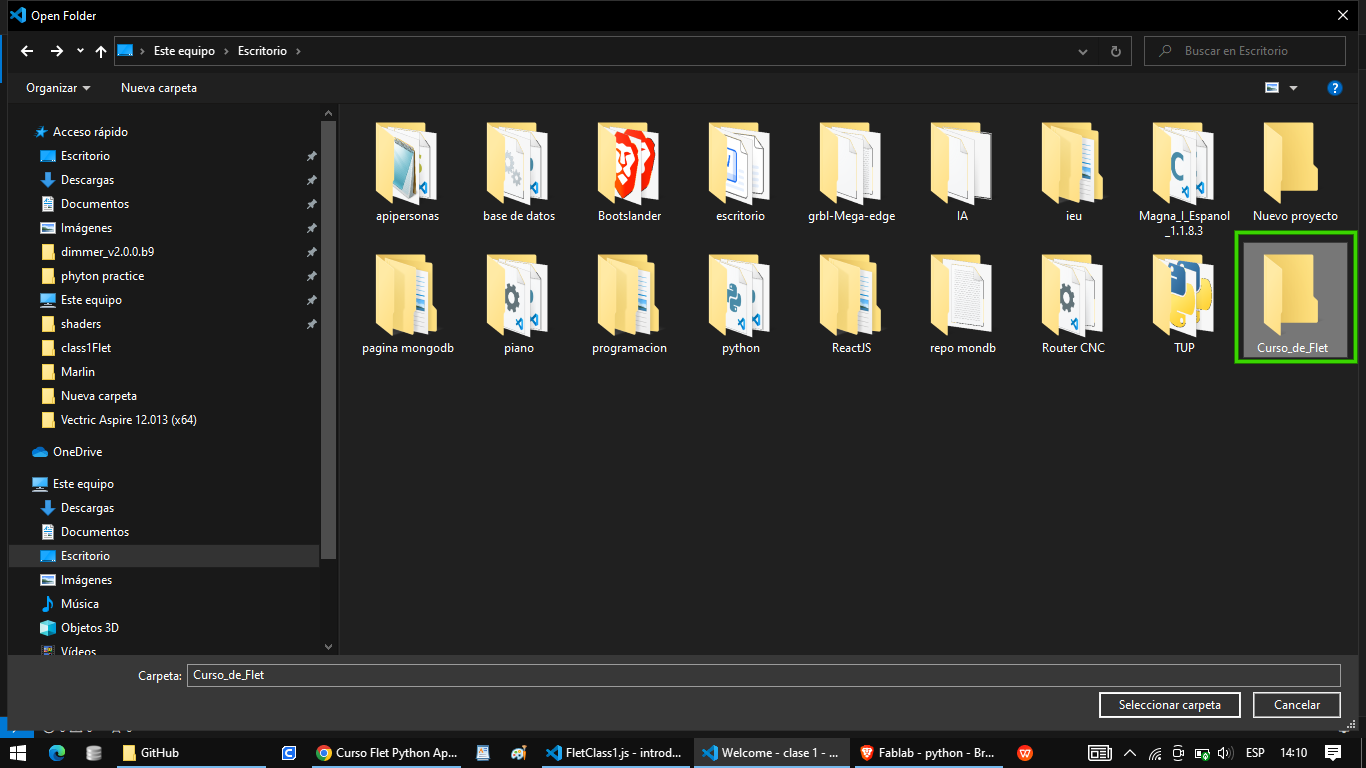 Open Folder
Este equipo
Escritorio
Buscar en Escritorio
Organizar
Nueva carpeta
Acceso rápido
Escritorio
Descargas
Documentos
Imágenes
dimmer_v2.0.0.b9
phyton practice
Este equipo
shaders
class1Flet
Marlin
Nueva carpeta
Vectric Aspire 12.013 (x64)
OneDrive
Este equipo
Descargas
Documentos
Escritorio
Imágenes
Música
Objetos 3D
Vídeos
apipersonas
base de datos
Bootslander
escritorio
grbl-Mega-edge
IA
ieu
Magna_I_Espanol
_1.1.8.3
Nuevo proyecto
pagina mongodb
piano
programacion
python
ReactJS
repo mondb
Router CNC
TUP
Curso_de_Flet
Carpeta:
Curso_de_Flet
Seleccionar carpeta
Cancelar
GitHub
Curso Flet Python Ap...
FletClass1.js - introd...
Welcome - clase 1 - ...
Fablab - python - Br...
ESP
14:10